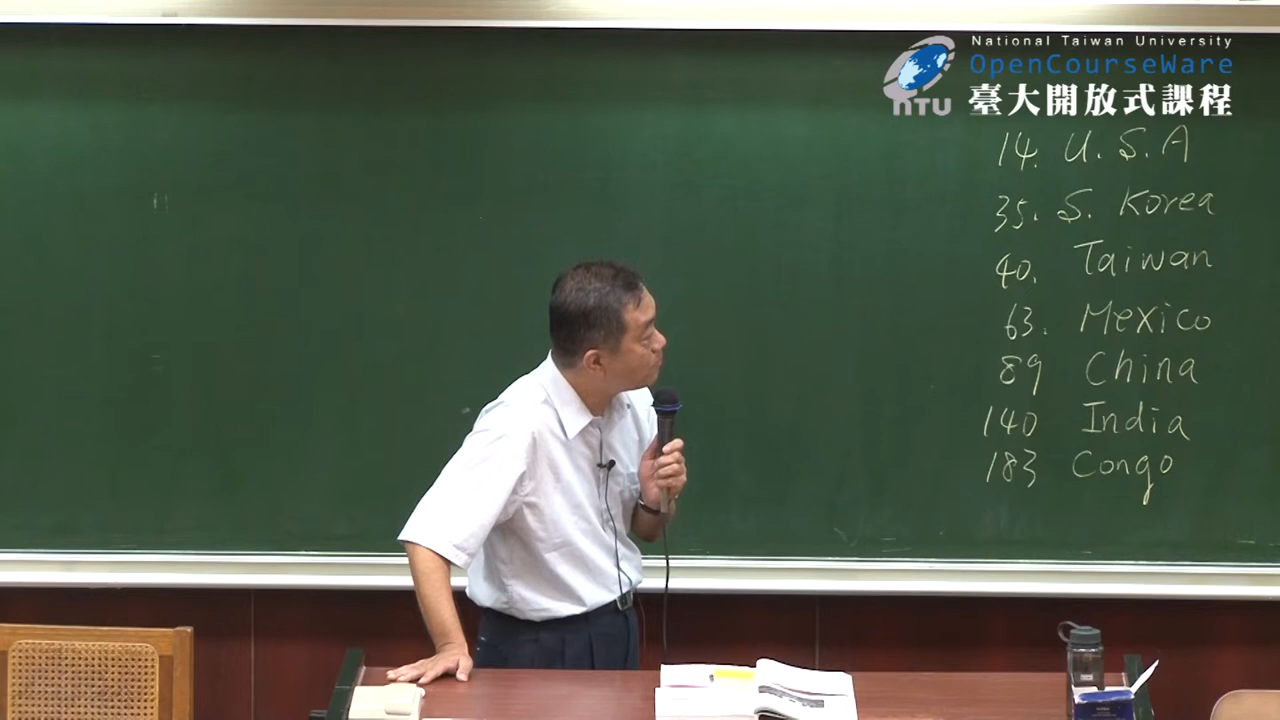 National Taiwan University
OpenCourseWare
NTU
臺大開放式課程
14. U.S.A
35. S. Korea
40. Taiwan
63. Mexico
89 China
140 India
183 Congo